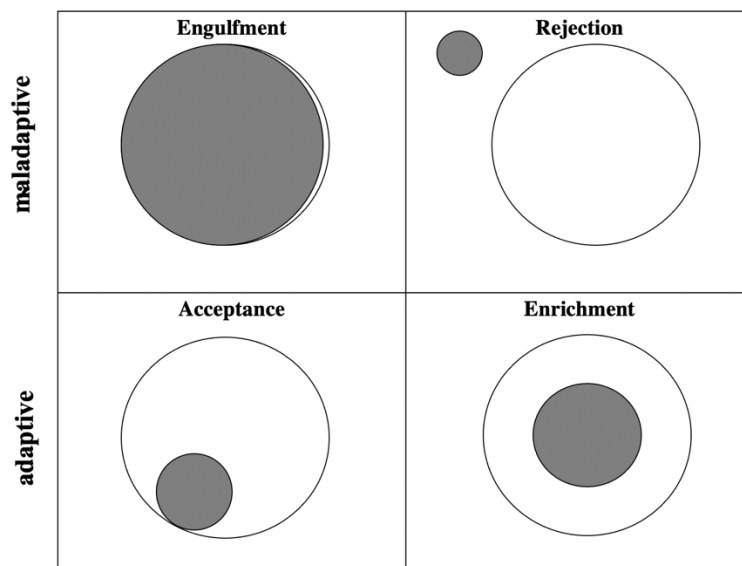 Engulfment
Rejection
maladaptive
Acceptance
Enrichment
adaptive